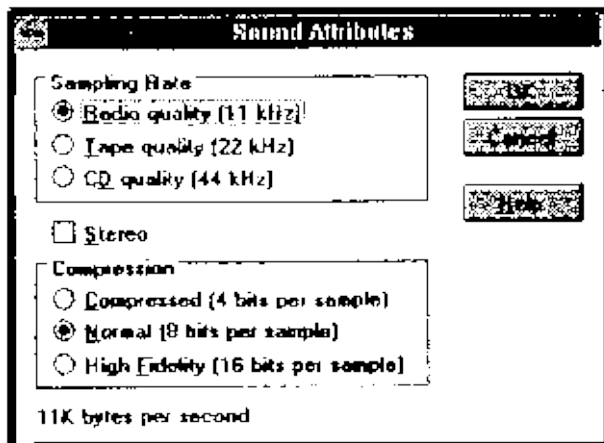 Sound Attributes
Sampling Rate
Radio quality (11 kHz)
Tape quality (22 kHz)
CD quality (44 kHz)
Stereo
Compression
Compressed (4 bits per sample)
Normal (8 bits per sample)
High Fidelity (16 bits per sample)
11K bytes per second
OK
Cancel
Help